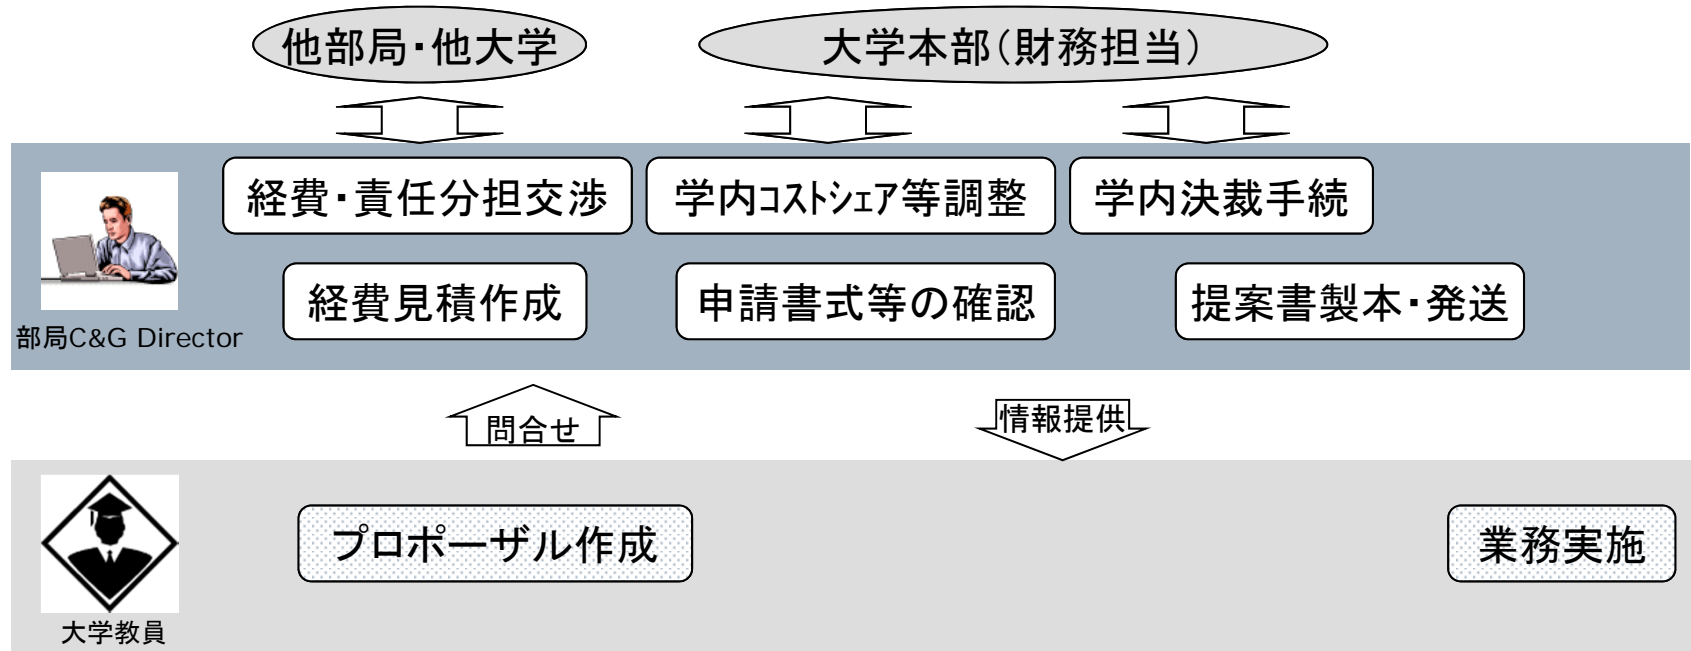 他部局・他大学
大学本部（財務担当）
経費・責任分担交渉
学内ｺｽﾄｼｪｱ等調整
学内決裁手続
経費見積作成
申請書式等の確認
提案書製本・発送
部局C&G Director
問合せ
情報提供
プロポーザル作成
業務実施
大学教員